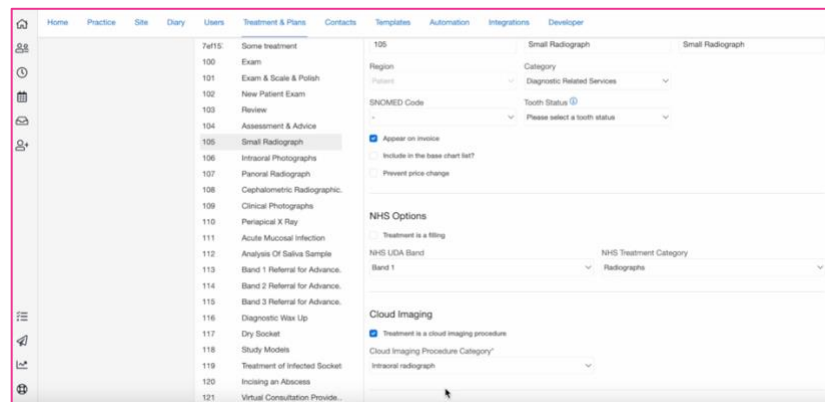 Home Practice Site Diary Users Treatment & Plans Contacts Templates Automation Integrations Developer
7ef15: Some treatment
100 Exam
101 Exam & Scale & Polish
102 New Patient Exam
103 Review
104 Assessment & Advice
105 Small Radiograph
106 Intraoral Photographs
107 Panoral Radiograph
108 Cephalometric Radiographic.
109 Clinical Photographs
110 Periapical X Ray
111 Acute Mucosal Infection
112 Analysis Of Saliva Sample
113 Band 1 Referral for Advance.
114 Band 2 Referral for Advance.
115 Band 3 Referral for Advance.
116 Diagnostic Wax Up
117 Dry Socket
118 Study Models
119 Treatment of Infected Socket
120 Incising an Abscess
121 Virtual Consultation Provide...
105 Small Radiograph Small Radiograph
Region Category
Patient Diagnostic Related Services
SNOMED Code Tooth Status
- Please select a tooth status
Appear on invoice
Include in the base chart list?
Prevent price change
NHS Options
Treatment is a filling
NHS UDA Band NHS Treatment Category
Band 1 Radiographs
Cloud Imaging
Treatment is a cloud imaging procedure
Cloud Imaging Procedure Category*
Intraoral radiograph